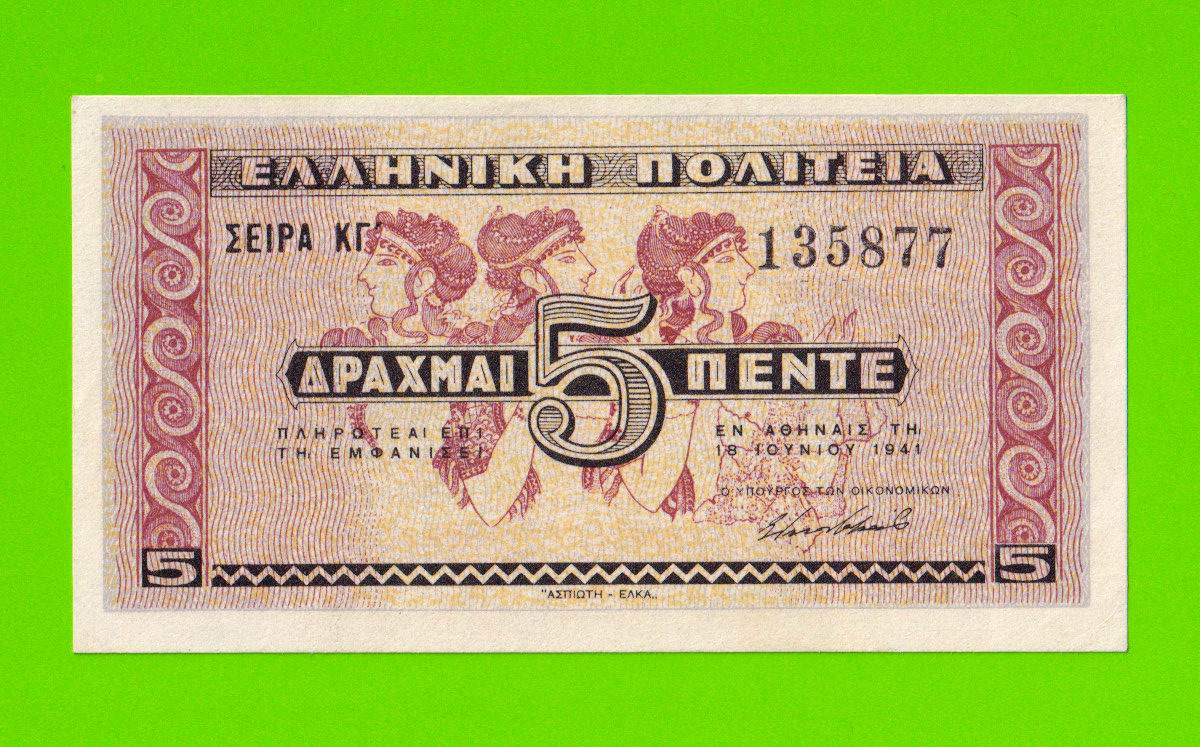 ΕΛΛΗΝΙΚΗ ΠΟΛΙΤΕΙΑ
ΣΕΙΡΑ ΚΓ 135877
ΔΡΑΧΜΑΙ 5 ΠΕΝΤΕ
ΠΛΗΡΟΤΕΑΙ ΕΠΙ
ΤΗ ΕΜΦΑΝΙΣΕΙ
ΕΝ ΑΘΗΝΑΙΣ ΤΗ
18 ΙΟΥΝΙΟΥ 1941
Ο ΥΠΟΥΡΓΟΣ ΤΩΝ ΟΙΚΟΝΟΜΙΚΩΝ
5 5
"ΑΣΠΙΩΤΗ - ΕΛΚΑ„